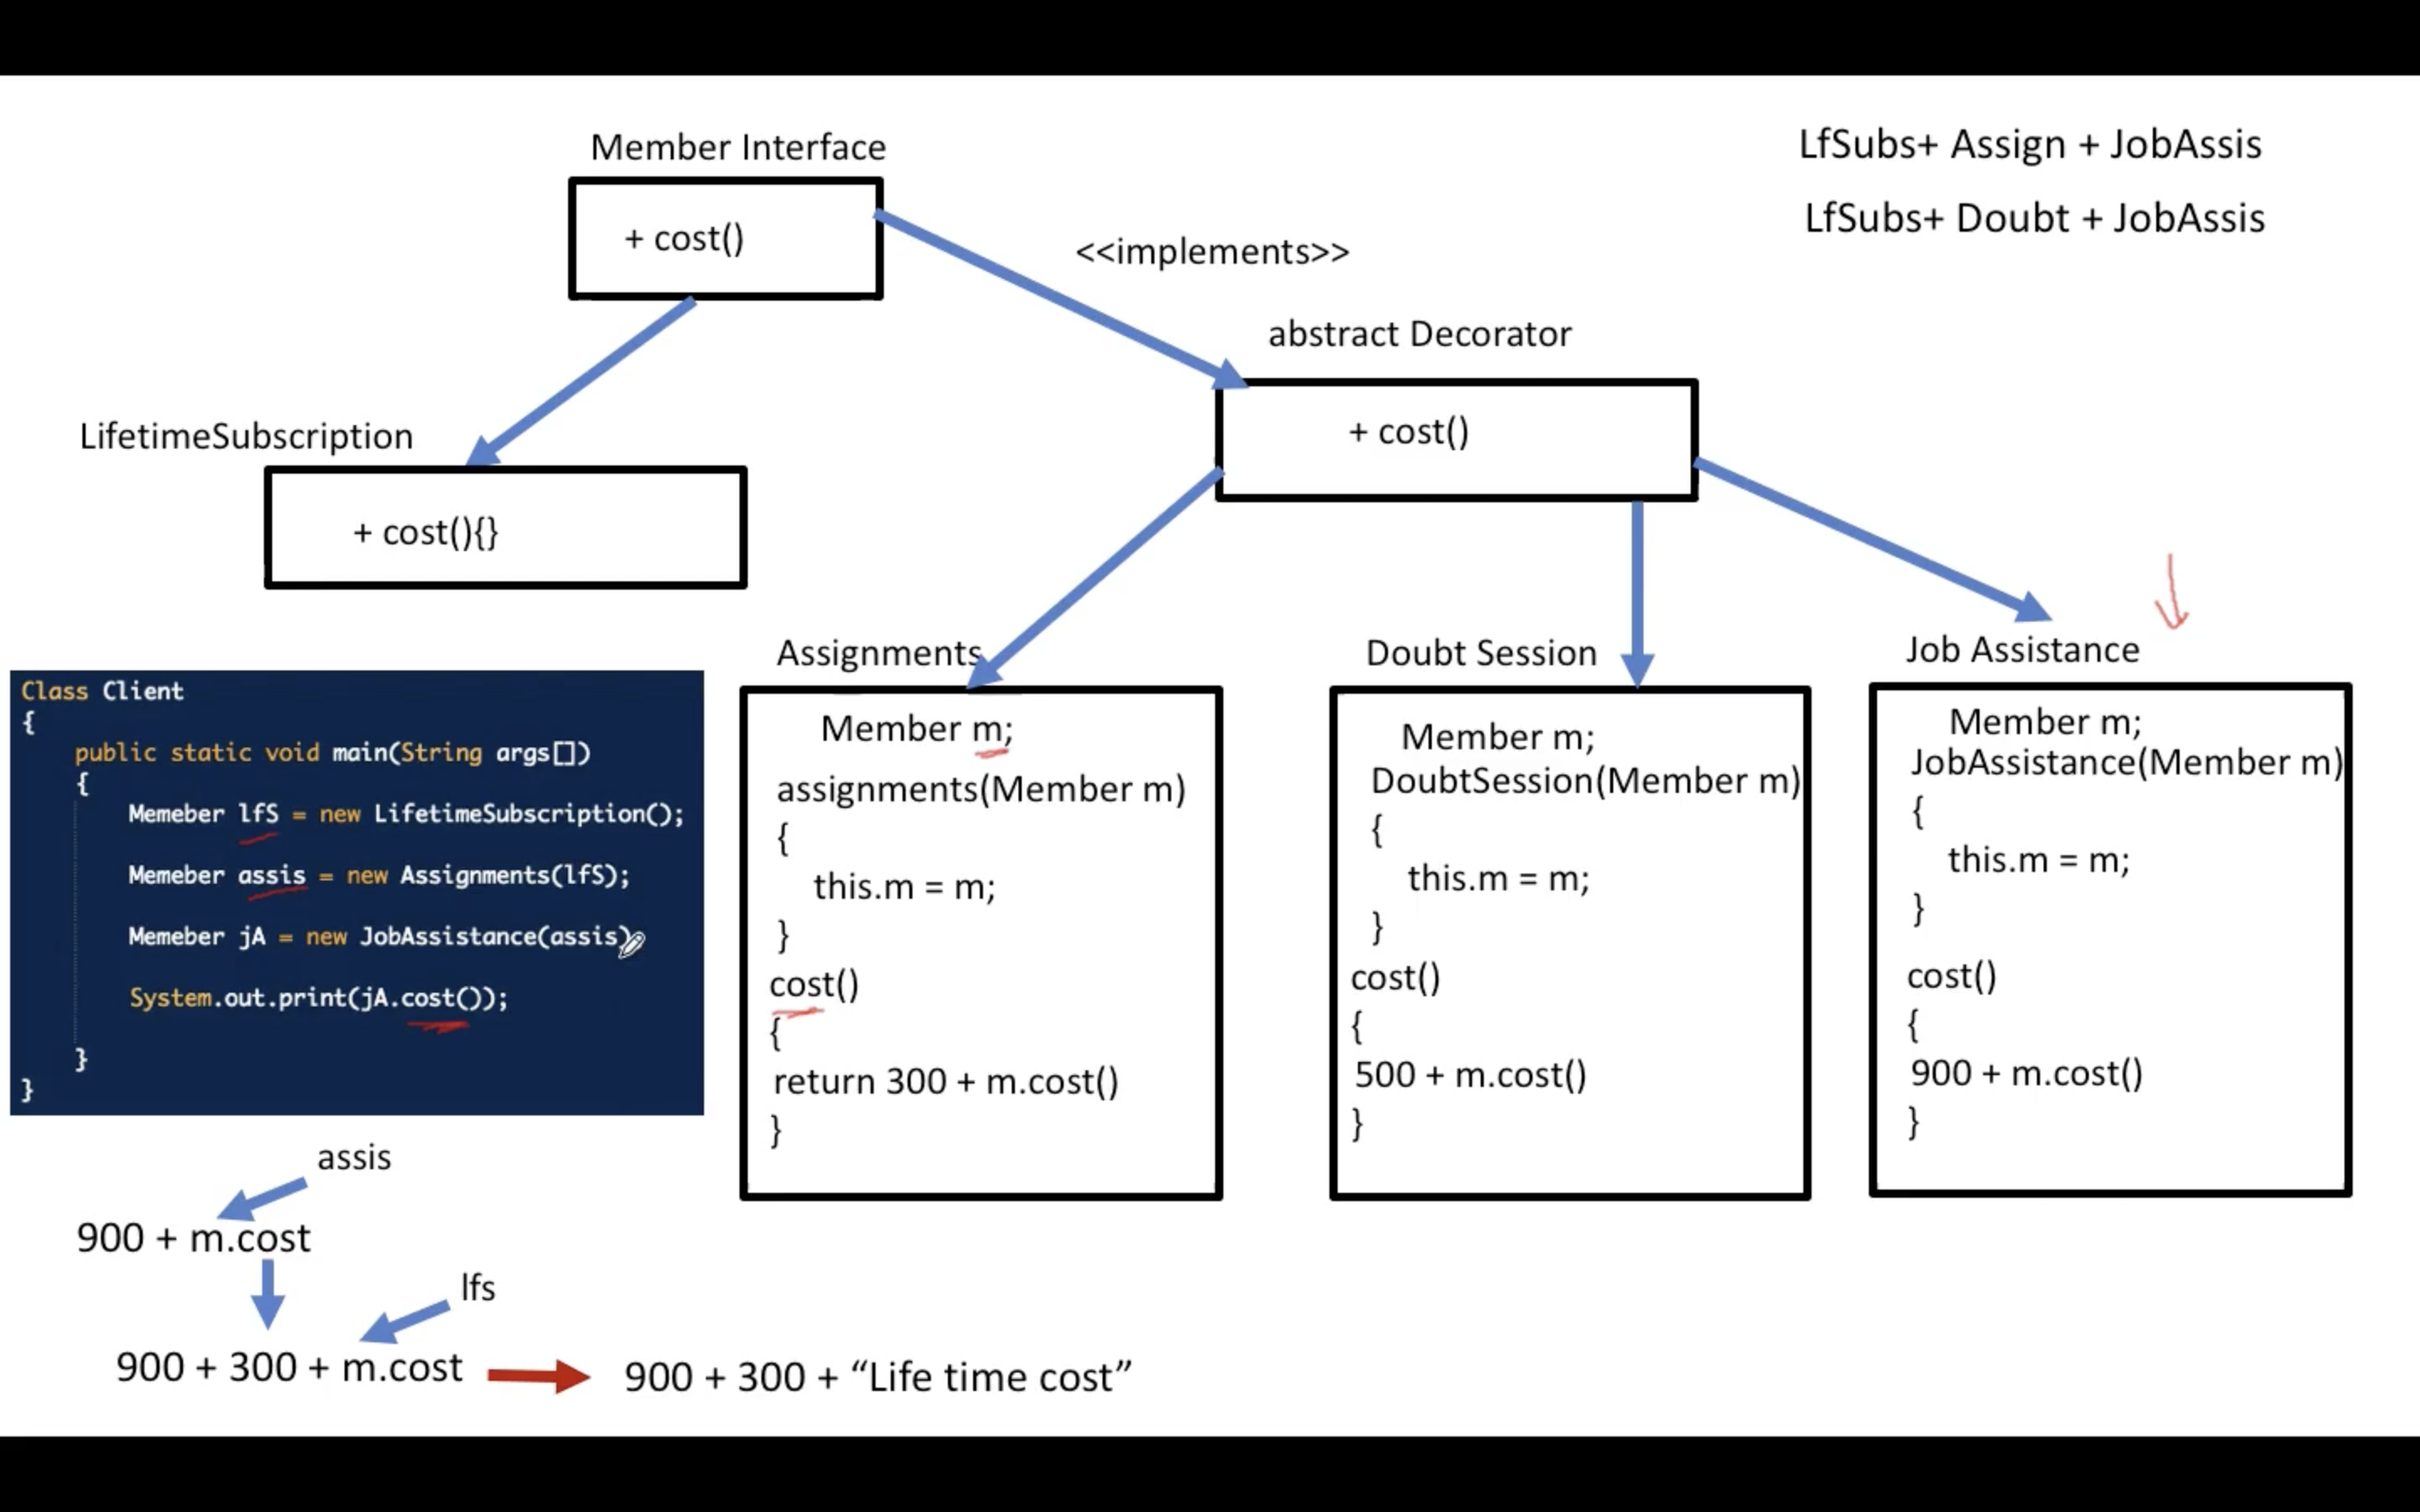 Member Interface
+ cost()
<<implements>>
LfSubs+ Assign + JobAssis
LfSubs+ Doubt + JobAssis
abstract Decorator
+ cost()
LifetimeSubscription
+ cost(){}
Class Client
{
public static void main(String args[])
{
Memeber lfS = new LifetimeSubscription();
Memeber assis = new Assignments(lfS);
Memeber jA = new JobAssistance(assis)
System.out.print(jA.cost());
}
}
Assignments
Member m;
assignments(Member m)
{
this.m = m;
}
cost()
{
return 300 + m.cost()
}
Doubt Session
Member m;
DoubtSession(Member m)
{
this.m = m;
}
cost()
{
500 + m.cost()
}
Job Assistance
Member m;
JobAssistance(Member m)
{
this.m = m;
}
cost()
{
900 + m.cost()
}
assis
900 + m.cost
lfs
900 + 300 + m.cost
900 + 300 + “Life time cost”